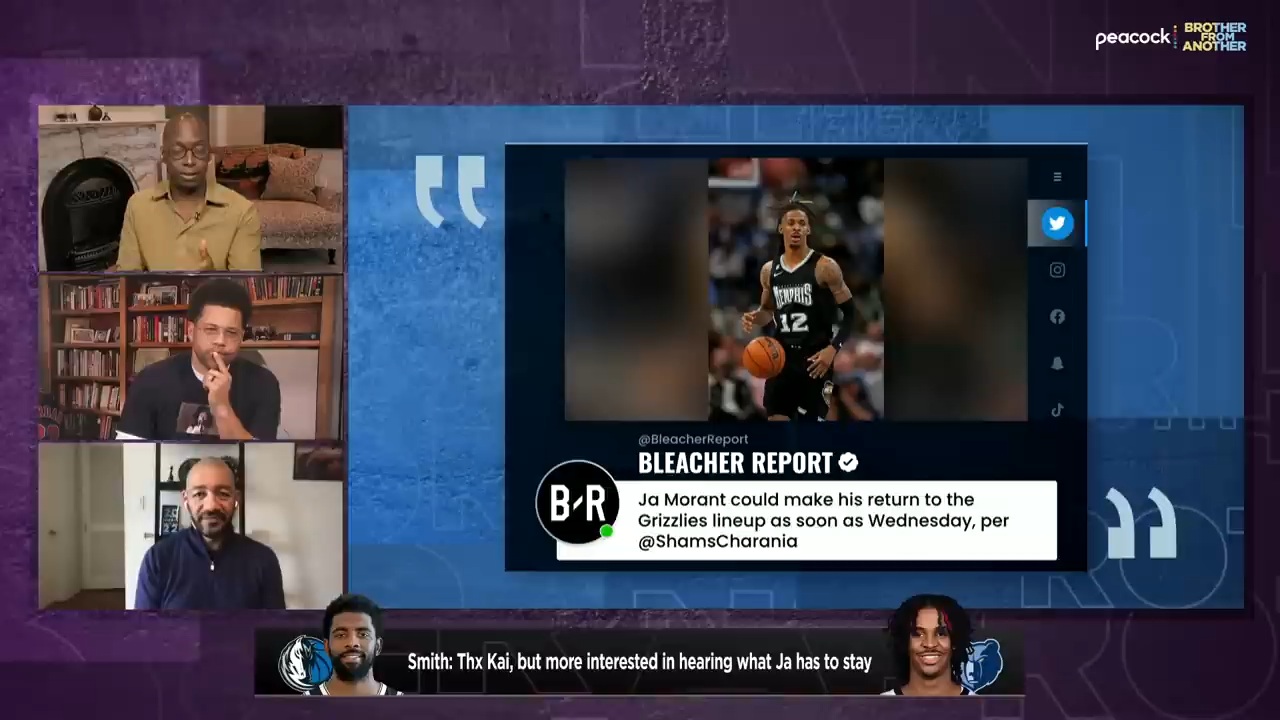 peacock
BROTHER
FROM
ANOTHER
MEMPHIS
12
@BleacherReport
BLEACHER REPORT
B-R
Ja Morant could make his return to the
Grizzlies lineup as soon as Wednesday, per
@ShamsCharania
Smith: Thx Kai, but more interested in hearing what Ja has to stay